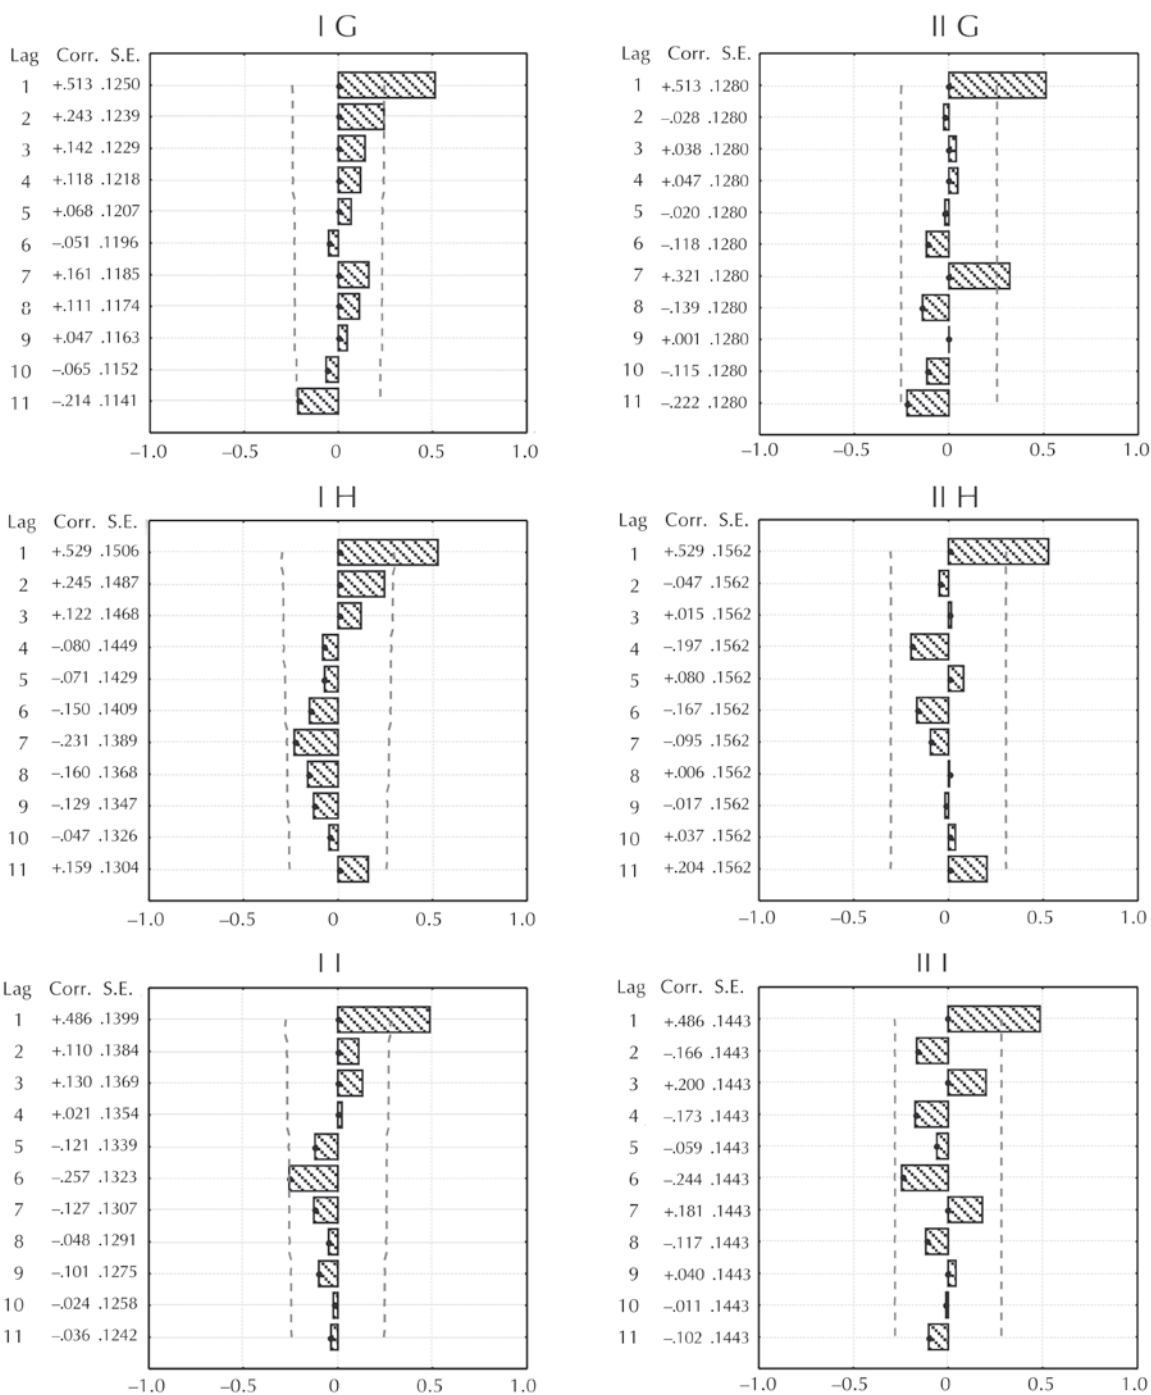 I G
Lag Corr. S.E.
1 +.513 .1250
2 +.243 .1239
3 +.142 .1229
4 +.118 .1218
5 +.068 .1207
6 –.051 .1196
7 +.161 .1185
8 +.111 .1174
9 +.047 .1163
10 –.065 .1152
11 –.214 .1141
–1.0 –0.5 0 0.5 1.0
II G
Lag Corr. S.E.
1 +.513 .1280
2 –.028 .1280
3 +.038 .1280
4 +.047 .1280
5 –.020 .1280
6 –.118 .1280
7 +.321 .1280
8 –.139 .1280
9 +.001 .1280
10 –.115 .1280
11 –.222 .1280
–1.0 –0.5 0 0.5 1.0
I H
Lag Corr. S.E.
1 +.529 .1506
2 +.245 .1487
3 +.122 .1468
4 –.080 .1449
5 –.071 .1429
6 –.150 .1409
7 –.231 .1389
8 –.160 .1368
9 –.129 .1347
10 –.047 .1326
11 +.159 .1304
–1.0 –0.5 0 0.5 1.0
II H
Lag Corr. S.E.
1 +.529 .1562
2 –.047 .1562
3 +.015 .1562
4 –.197 .1562
5 +.080 .1562
6 –.167 .1562
7 –.095 .1562
8 +.006 .1562
9 –.017 .1562
10 +.037 .1562
11 +.204 .1562
–1.0 –0.5 0 0.5 1.0
I I
Lag Corr. S.E.
1 +.486 .1399
2 +.110 .1384
3 +.130 .1369
4 +.021 .1354
5 –.121 .1339
6 –.257 .1323
7 –.127 .1307
8 –.048 .1291
9 –.101 .1275
10 –.024 .1258
11 –.036 .1242
–1.0 –0.5 0 0.5 1.0
II I
Lag Corr. S.E.
1 +.486 .1443
2 –.166 .1443
3 +.200 .1443
4 –.173 .1443
5 –.059 .1443
6 –.244 .1443
7 +.181 .1443
8 –.117 .1443
9 +.040 .1443
10 –.011 .1443
11 –.102 .1443
–1.0 –0.5 0 0.5 1.0